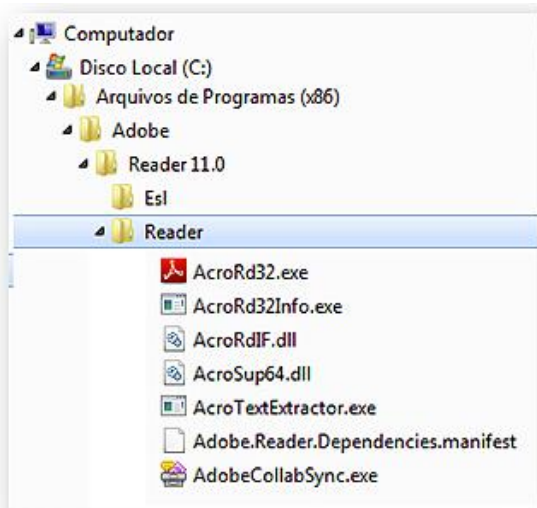 Computador
Disco Local (C:)
Arquivos de Programas (x86)
Adobe
Reader 11.0
Esl
Reader
AcroRd32.exe
AcroRd32Info.exe
AcroRdIF.dll
AcroSup64.dll
AcroTextExtractor.exe
Adobe.Reader.Dependencies.manifest
AdobeCollabSync.exe